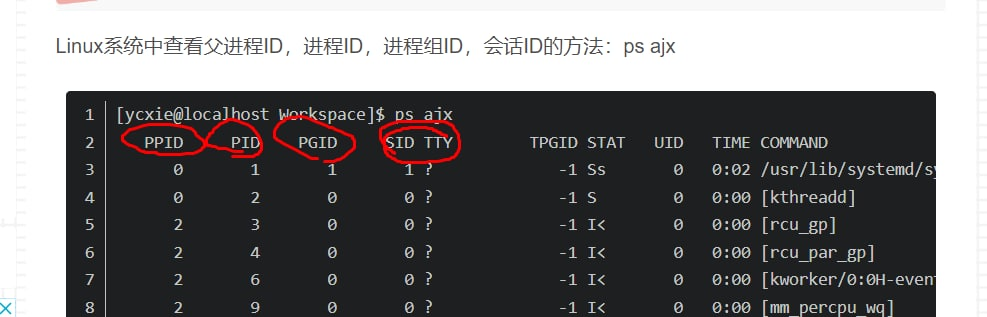 Linux系统中查看父进程ID，进程ID，进程组ID，会话ID的方法：ps ajx
1 [ycxie@localhost Workspace]$ ps ajx
2 PPID PID PGID SID TTY TPGID STAT UID TIME COMMAND
3 0 1 1 1 ? -1 Ss 0 0:02 /usr/lib/systemd/sy
4 0 2 0 0 ? -1 S 0 0:00 [kthreadd]
5 2 3 0 0 ? -1 I< 0 0:00 [rcu_gp]
6 2 4 0 0 ? -1 I< 0 0:00 [rcu_par_gp]
7 2 6 0 0 ? -1 I< 0 0:00 [kworker/0:0H-event
8 2 9 0 0 ? -1 I< 0 0:00 [mm_percpu_wq]